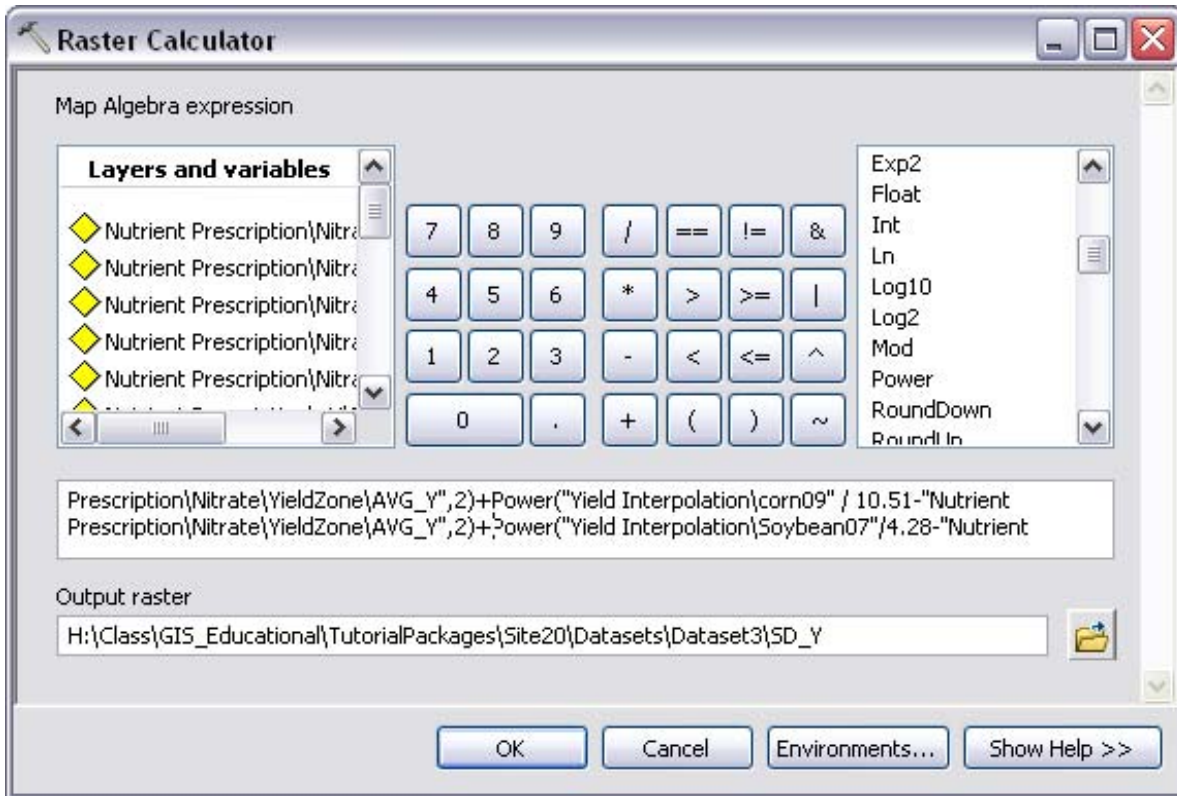 Raster Calculator
Map Algebra expression
Layers and variables
Nutrient Prescription\Nitra
Nutrient Prescription\Nitra
Nutrient Prescription\Nitra
Nutrient Prescription\Nitra
Nutrient Prescription\Nitra
7 8 9 / == != &
4 5 6 * > >= |
1 2 3 - < <= ^
0 . + ( ) ~
Exp2
Float
Int
Ln
Log10
Log2
Mod
Power
RoundDown
RoundUp
Prescription\Nitrate\YieldZone\AVG_Y",2)+Power("Yield Interpolation\corn09" / 10.51-"Nutrient
Prescription\Nitrate\YieldZone\AVG_Y",2)+Power("Yield Interpolation\Soybean07"/4.28-"Nutrient
Output raster
H:\Class\GIS_Educational\TutorialPackages\Site20\Datasets\Dataset3\SD_Y
OK Cancel Environments... Show Help >>